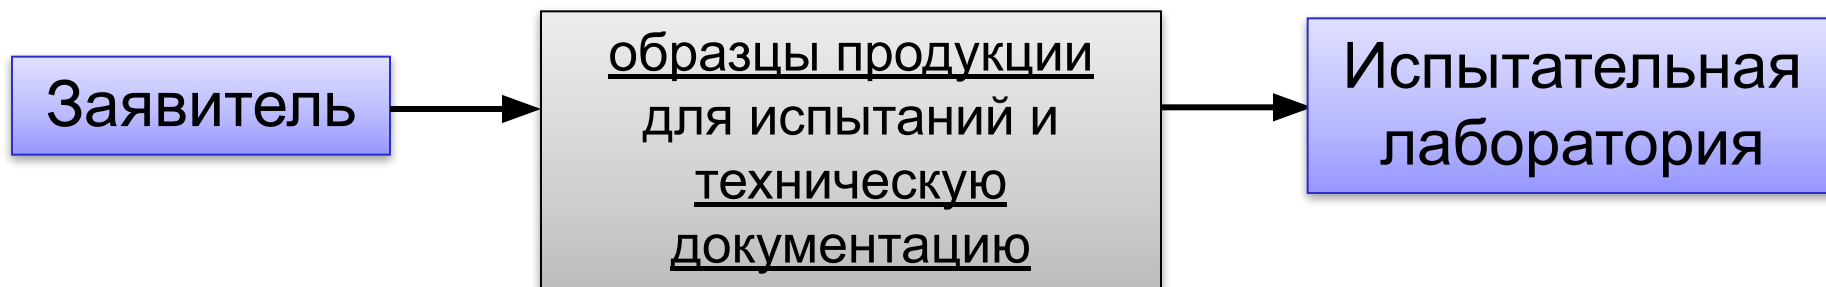 Заявитель
образцы продукции
для испытаний и
техническую
документацию
Испытательная
лаборатория